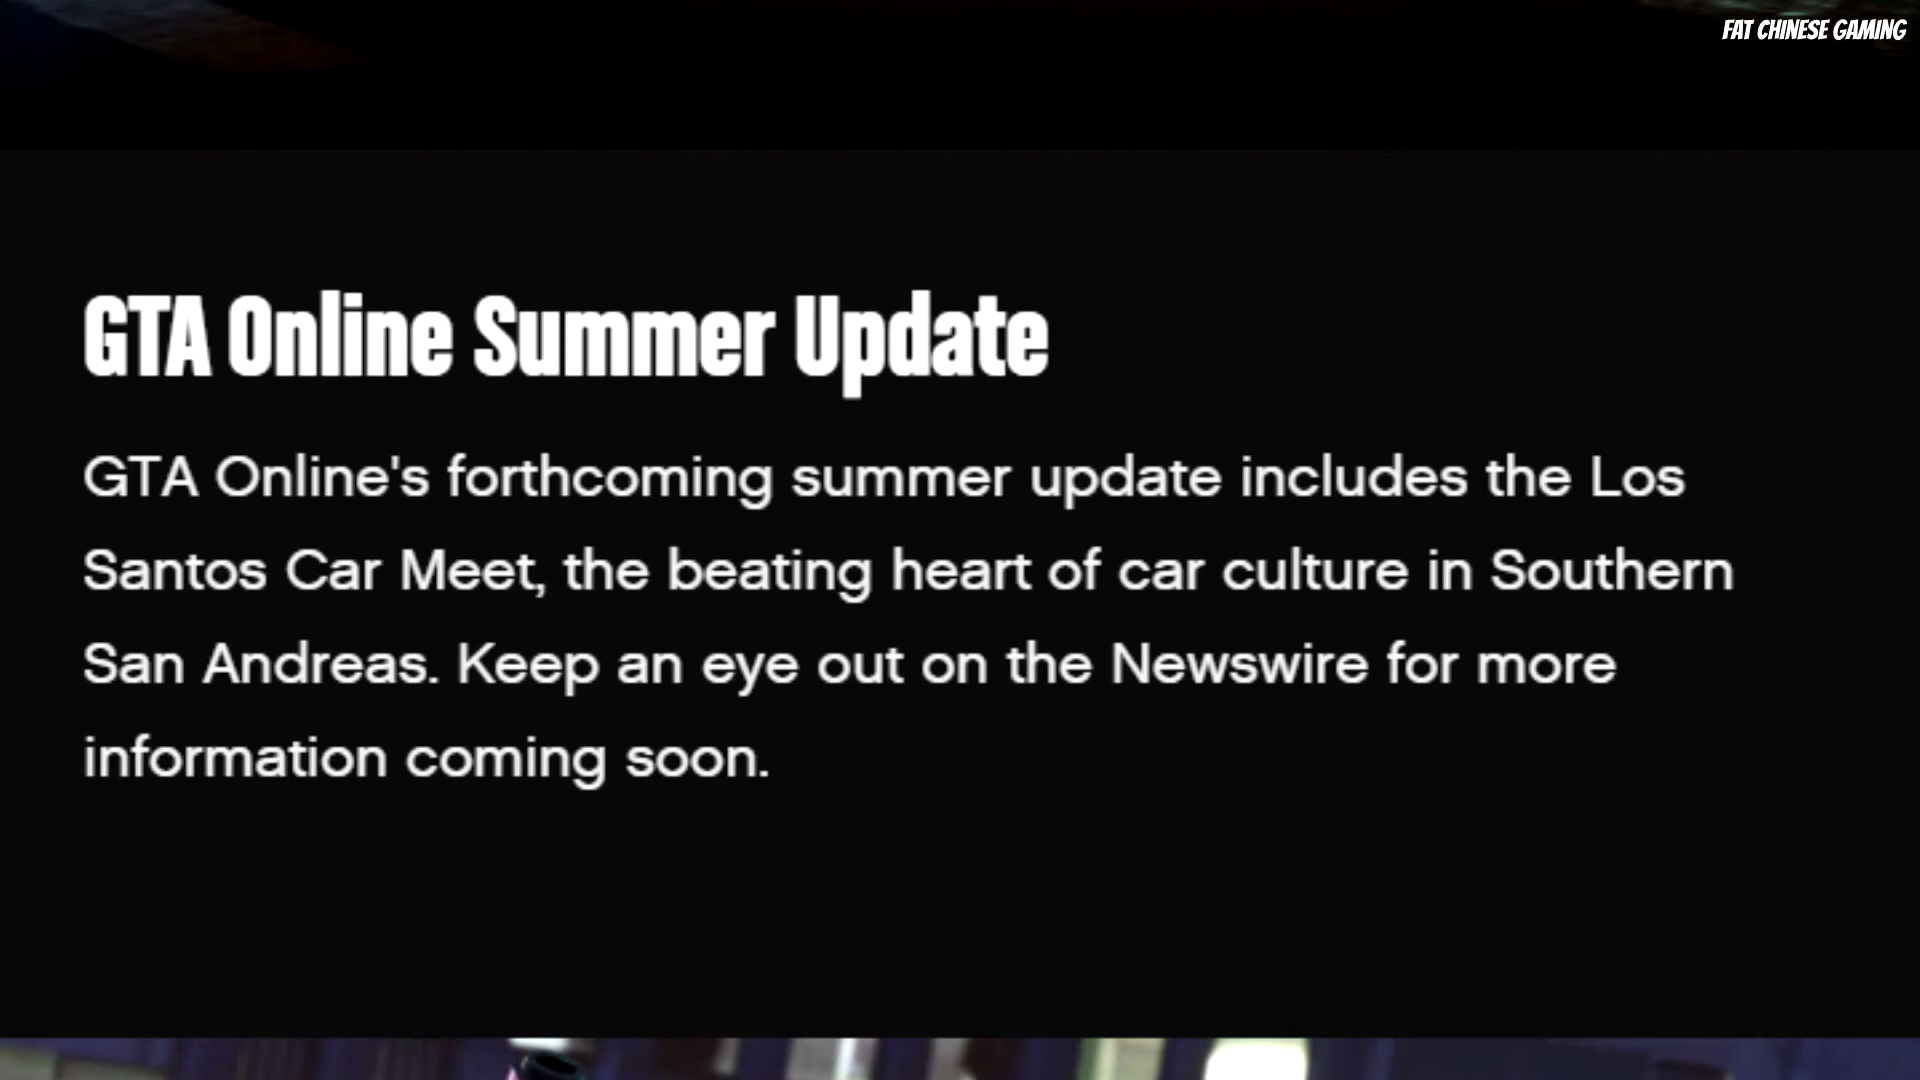 FAT CHINESE GAMING
GTA Online Summer Update
GTA Online's forthcoming summer update includes the Los
Santos Car Meet, the beating heart of car culture in Southern
San Andreas. Keep an eye out on the Newswire for more
information coming soon.